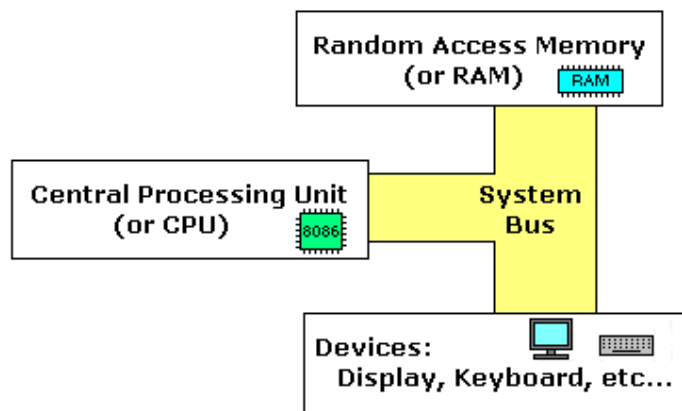 Random Access Memory
(or RAM)
RAM
Central Processing Unit
(or CPU)
8086
System
Bus
Devices:
Display, Keyboard, etc...